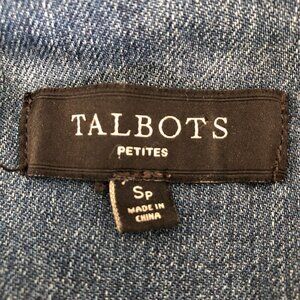 TALBOTS
PETITES
SP
MADE IN
CHINA